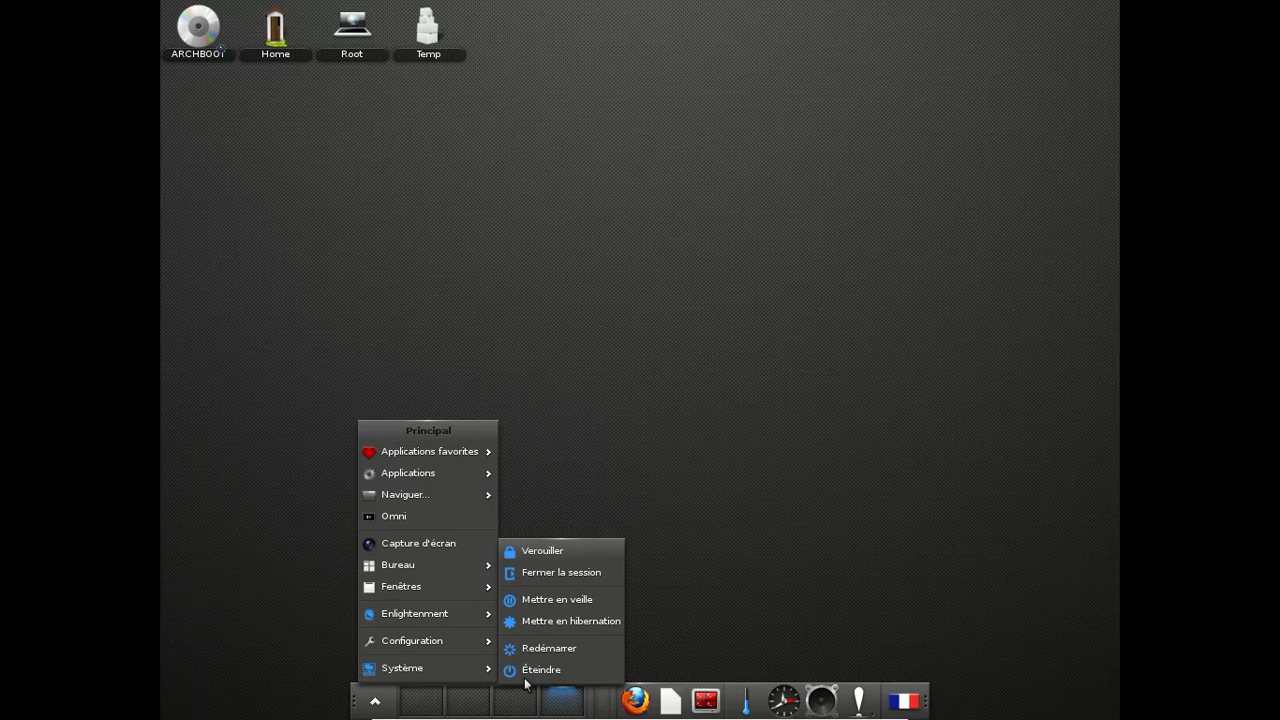 ARCHBOOT
Home
Root
Temp
Principal
Applications favorites
Applications
Naviguer...
Omni
Capture d'écran
Bureau
Fenêtres
Enlightenment
Configuration
Système
Verouiller
Fermer la session
Mettre en veille
Mettre en hibernation
Redémarrer
Éteindre